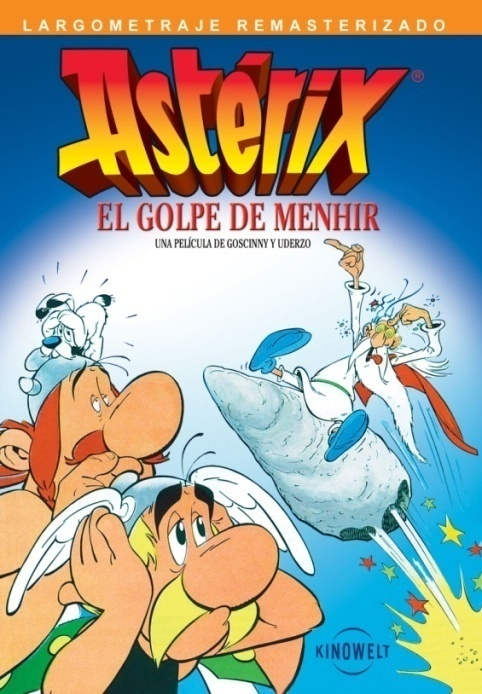 LARGOMETRAJE REMASTERIZADO
Astérix®
EL GOLPE DE MENHIR
UNA PELÍCULA DE GOSCINNY Y UDERZO
KINOWELT